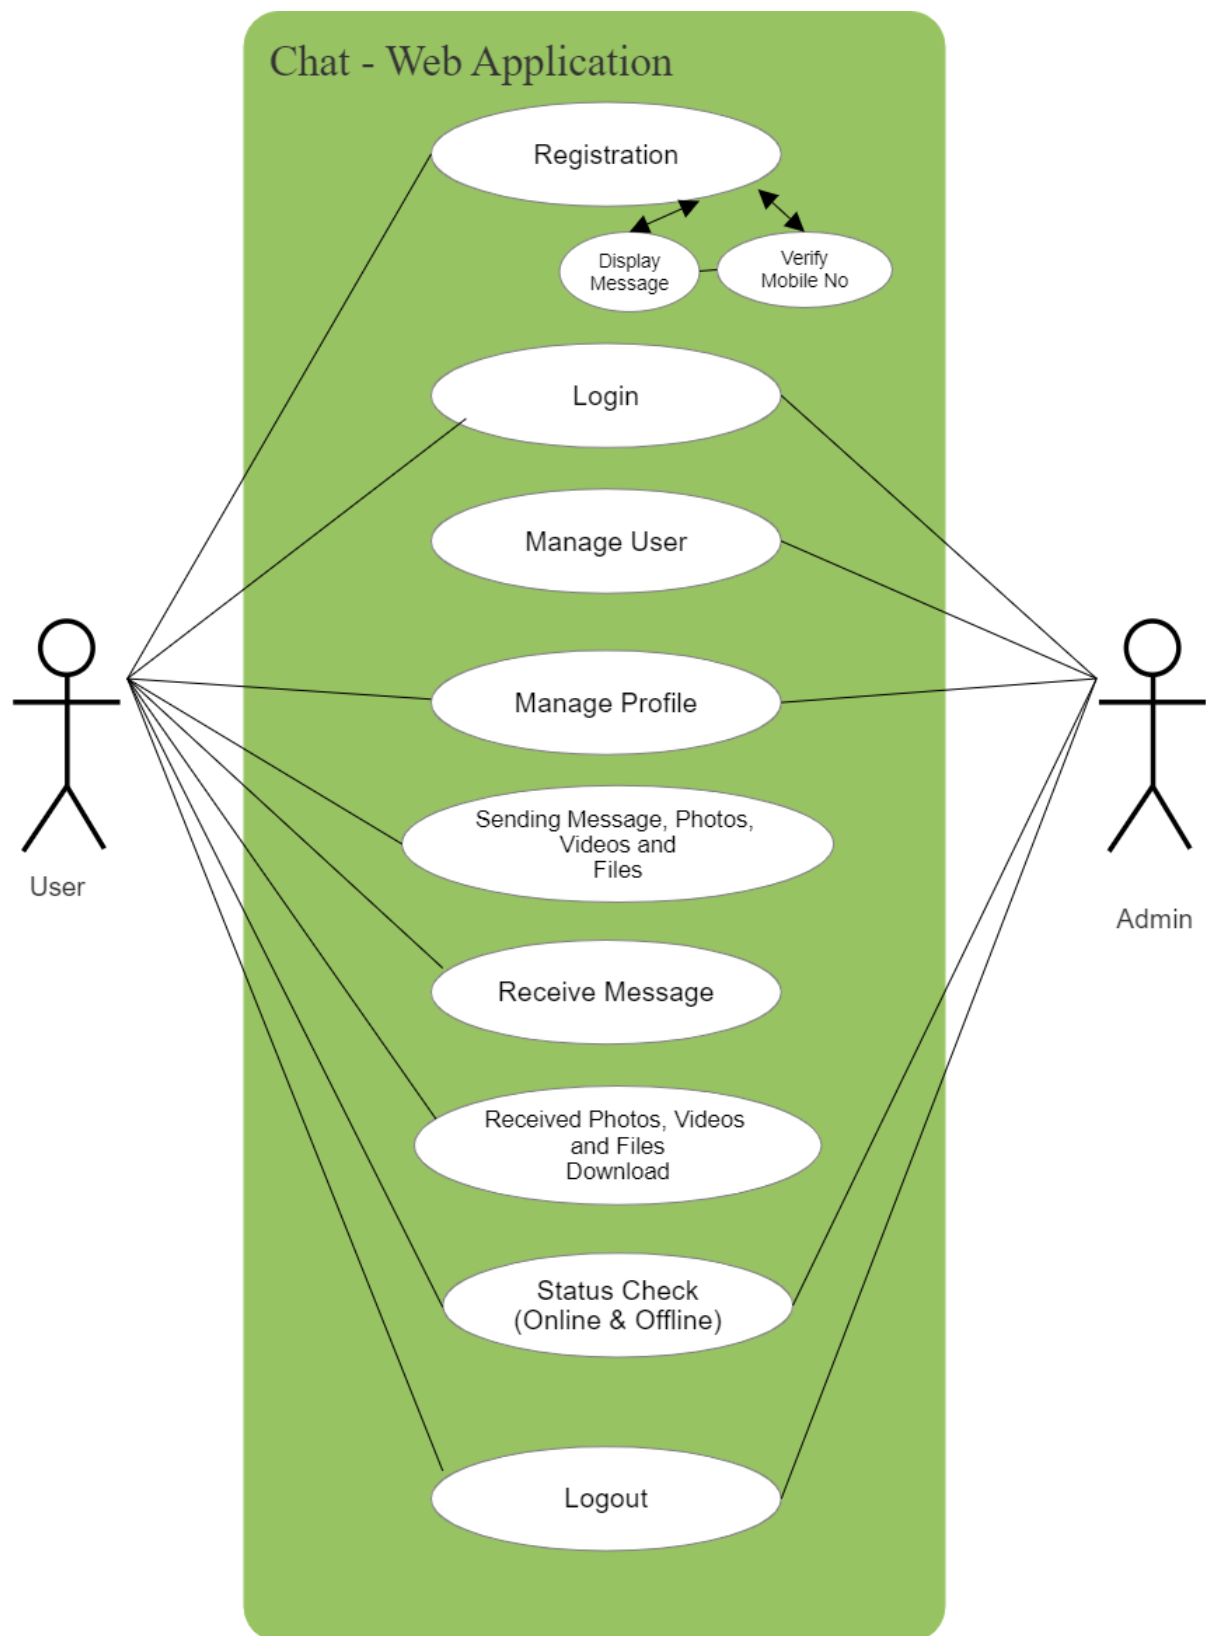 Chat - Web Application
Registration
Display
Message
Verify
Mobile No
Login
Manage User
Manage Profile
Sending Message, Photos,
Videos and
Files
User
Admin
Receive Message
Received Photos, Videos
and Files
Download
Status Check
(Online & Offline)
Logout